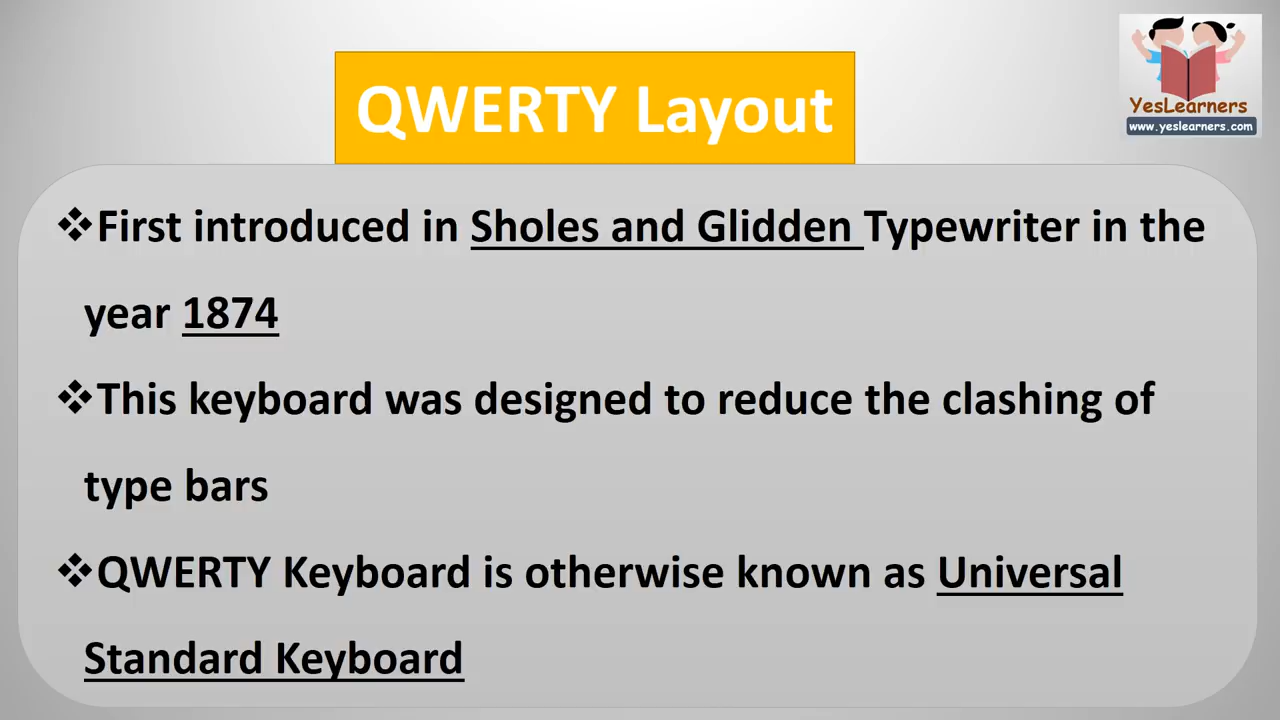 YesLearners
www.yeslearners.com
QWERTY Layout
❖First introduced in Sholes and Glidden Typewriter in the
year 1874
❖This keyboard was designed to reduce the clashing of
type bars
❖QWERTY Keyboard is otherwise known as Universal
Standard Keyboard